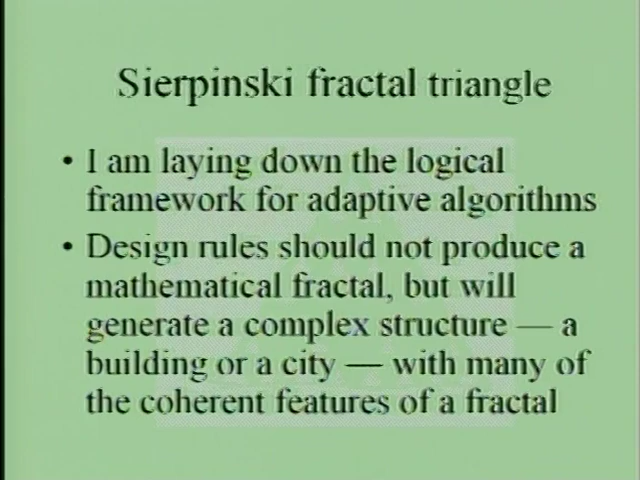 Sierpinski fractal triangle
• I am laying down the logical
framework for adaptive algorithms
• Design rules should not produce a
mathematical fractal, but will
generate a complex structure — a
building or a city — with many of
the coherent features of a fractal